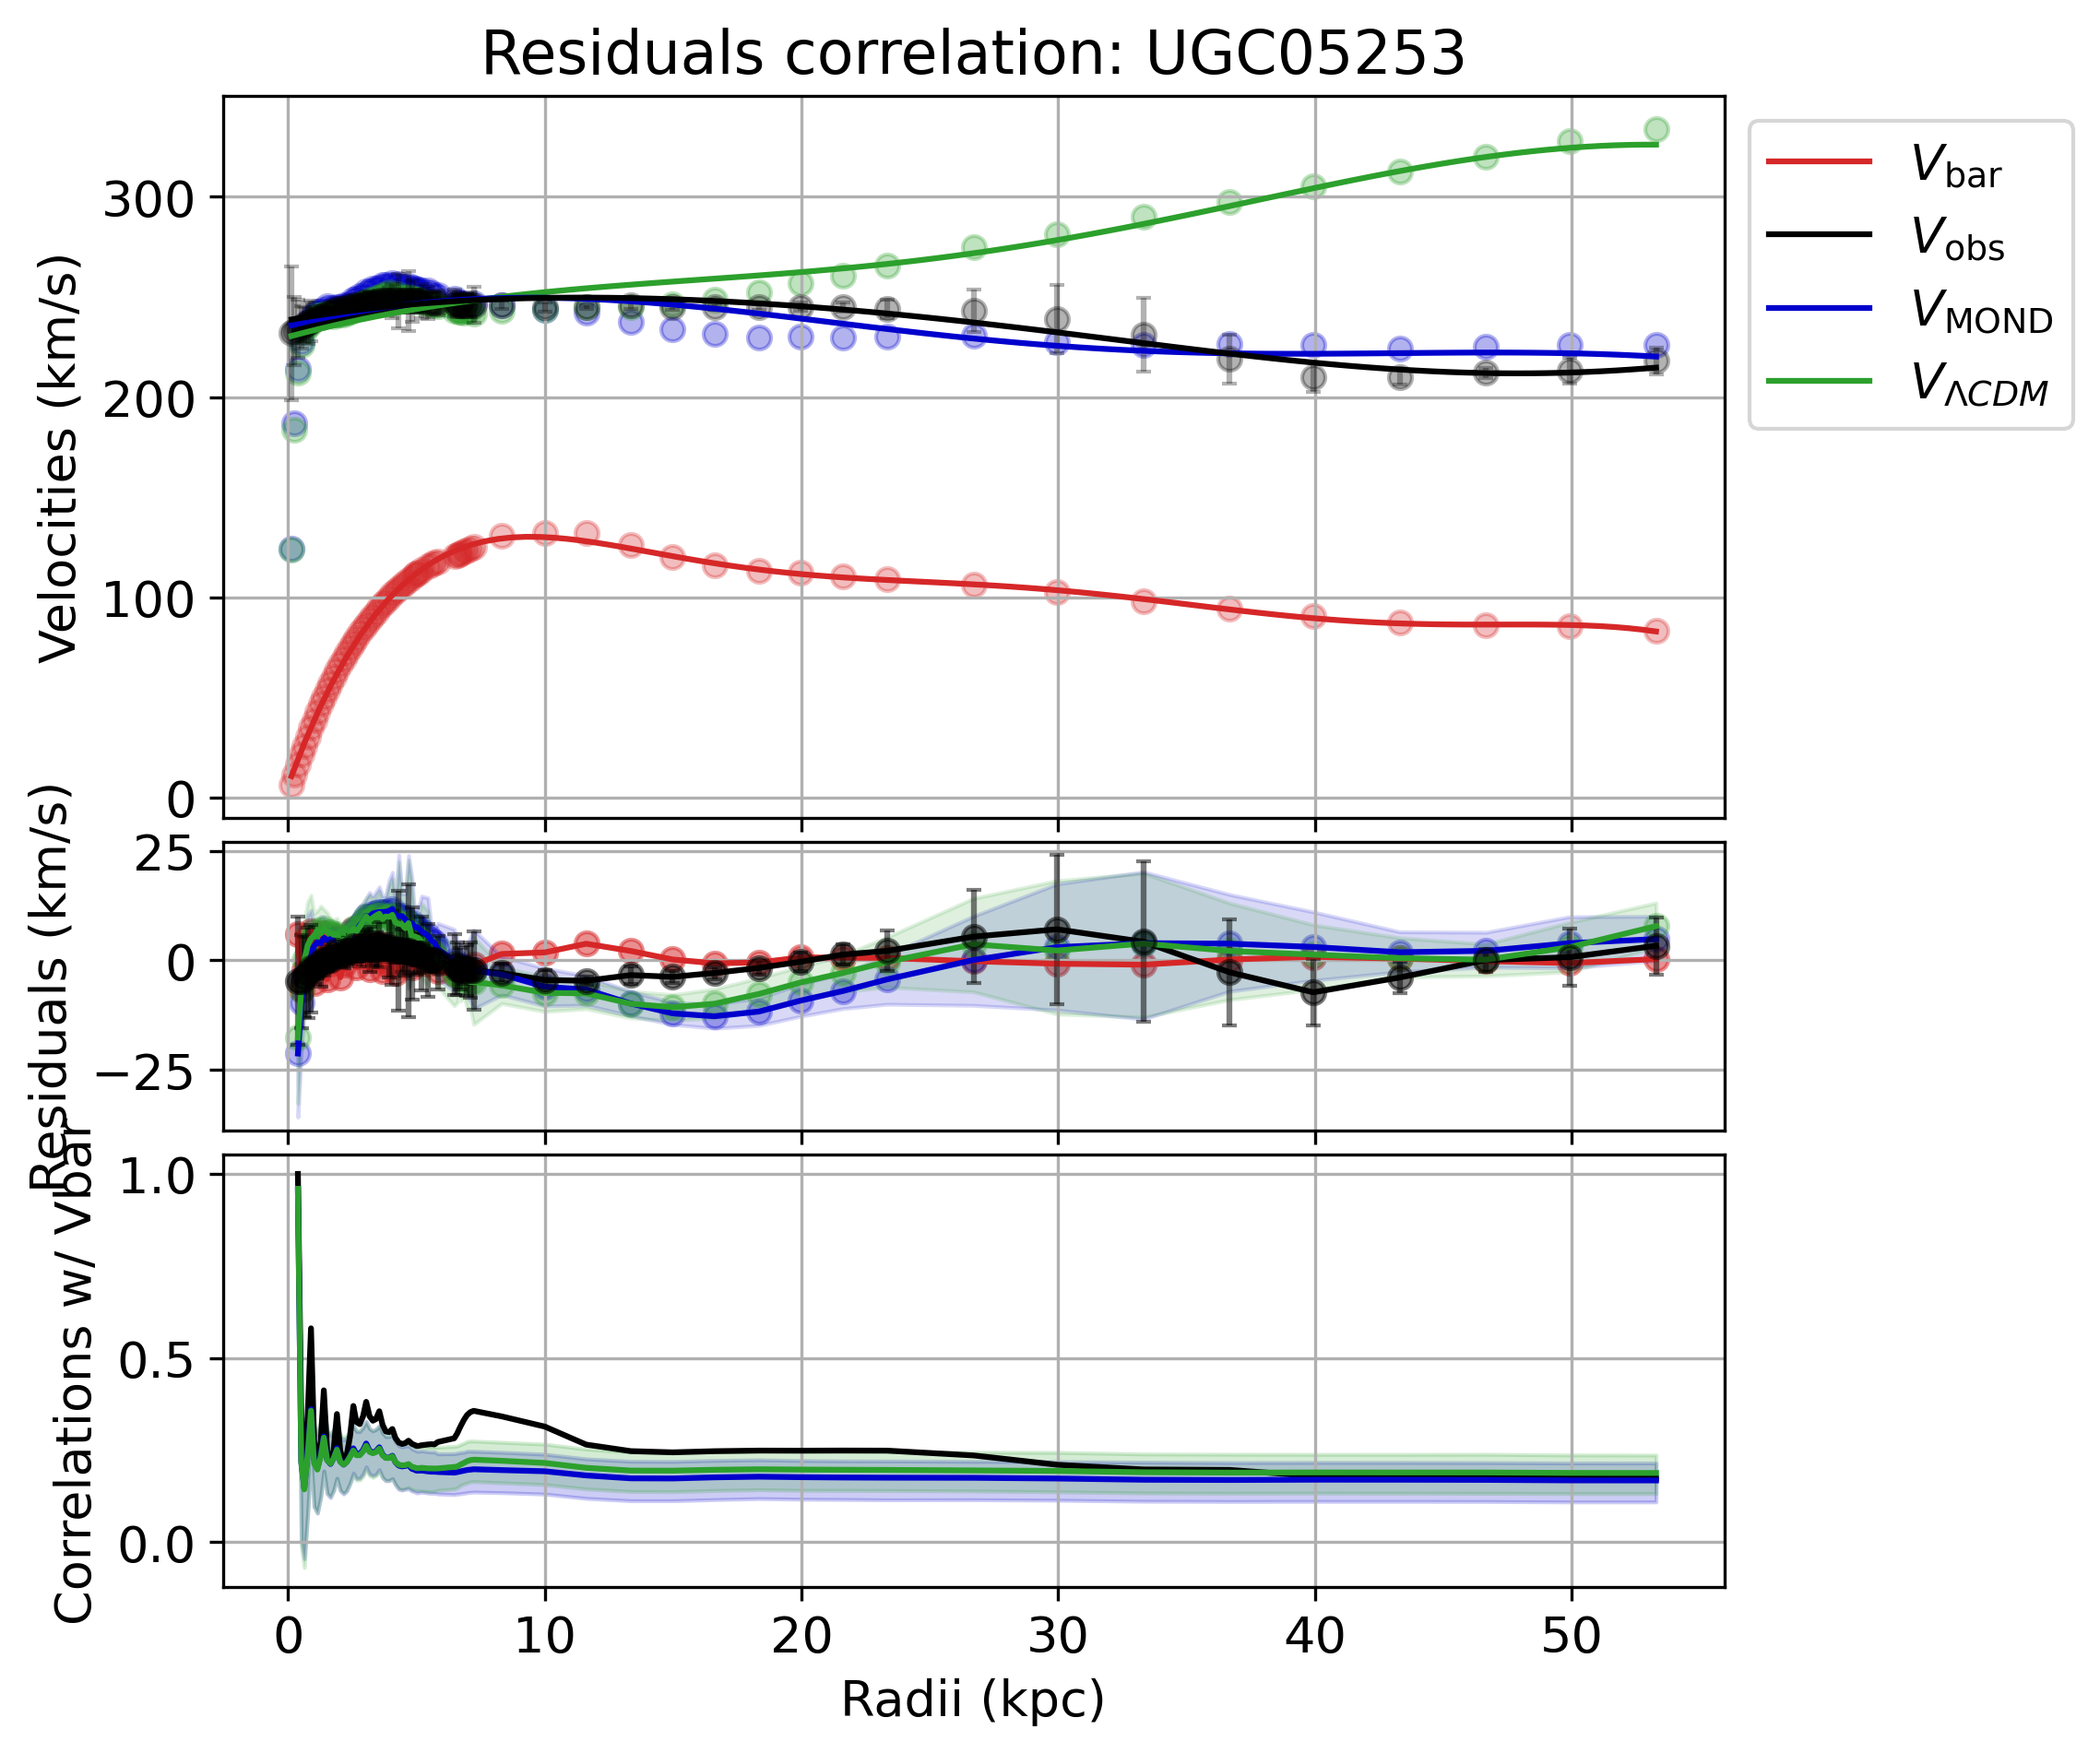 Residuals correlation: UGC05253
Velocities (km/s)
300
200
100
0
V_bar
V_obs
V_MOND
V_ΛCDM
Residuals (km/s)
25
0
−25
Correlations w/ Vbar
1.0
0.5
0.0
0 10 20 30 40 50
Radii (kpc)